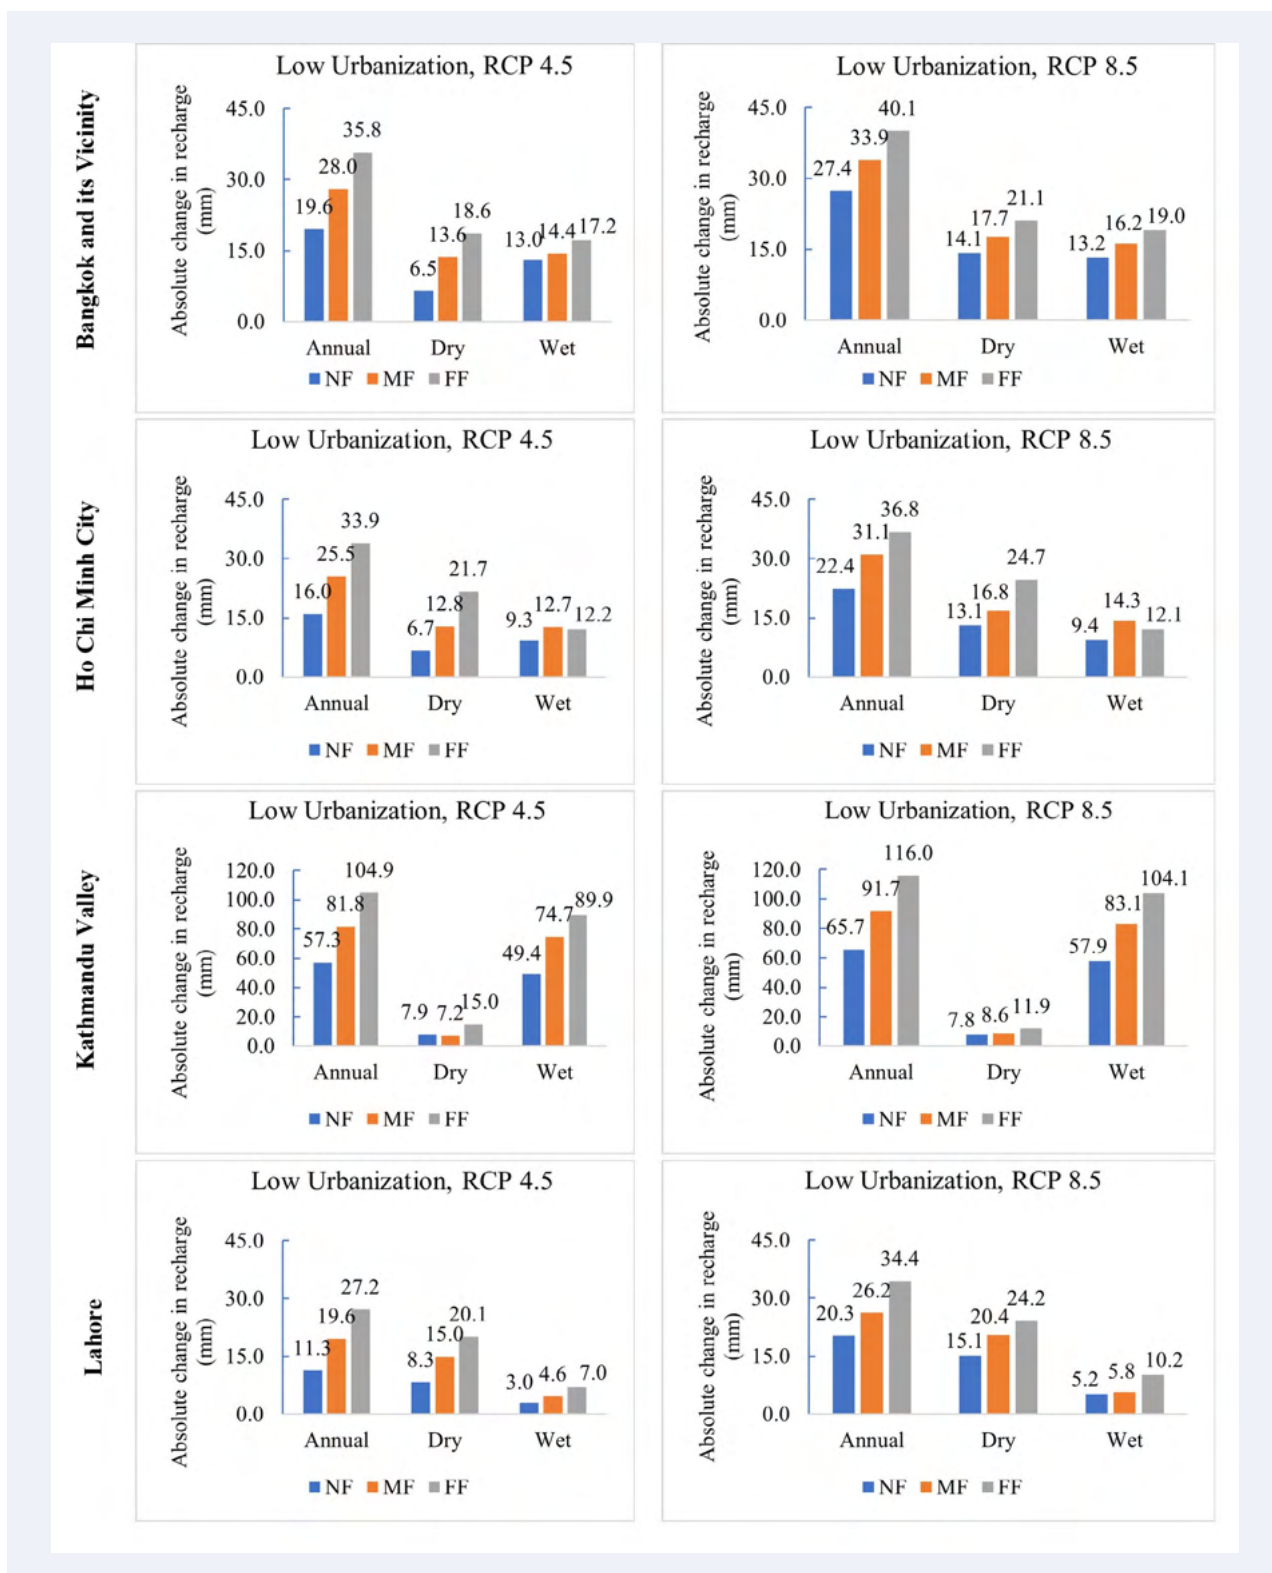 Bangkok and its Vicinity
Low Urbanization, RCP 4.5
Absolute change in recharge
(mm)
45.0
30.0
15.0
0.0
19.6
28.0
35.8
6.5
13.6
18.6
13.0
14.4
17.2
Annual
Dry
Wet
NF MF FF
Low Urbanization, RCP 8.5
Absolute change in recharge
(mm)
45.0
30.0
15.0
0.0
27.4
33.9
40.1
14.1
17.7
21.1
13.2
16.2
19.0
Annual
Dry
Wet
NF MF FF
Ho Chi Minh City
Low Urbanization, RCP 4.5
Absolute change in recharge
(mm)
45.0
30.0
15.0
0.0
16.0
25.5
33.9
6.7
12.8
21.7
9.3
12.7
12.2
Annual
Dry
Wet
NF MF FF
Low Urbanization, RCP 8.5
Absolute change in recharge
(mm)
45.0
30.0
15.0
0.0
22.4
31.1
36.8
13.1
16.8
24.7
9.4
14.3
12.1
Annual
Dry
Wet
NF MF FF
Kathmandu Valley
Low Urbanization, RCP 4.5
Absolute change in recharge
(mm)
120.0
100.0
80.0
60.0
40.0
20.0
0.0
57.3
81.8
104.9
7.9
7.2
15.0
49.4
74.7
89.9
Annual
Dry
Wet
NF MF FF
Low Urbanization, RCP 8.5
Absolute change in recharge
(mm)
120.0
100.0
80.0
60.0
40.0
20.0
0.0
65.7
91.7
116.0
7.8
8.6
11.9
57.9
83.1
104.1
Annual
Dry
Wet
NF MF FF
Lahore
Low Urbanization, RCP 4.5
Absolute change in recharge
(mm)
45.0
30.0
15.0
0.0
11.3
19.6
27.2
8.3
15.0
20.1
3.0
4.6
7.0
Annual
Dry
Wet
NF MF FF
Low Urbanization, RCP 8.5
Absolute change in recharge
(mm)
45.0
30.0
15.0
0.0
20.3
26.2
34.4
15.1
20.4
24.2
5.2
5.8
10.2
Annual
Dry
Wet
NF MF FF